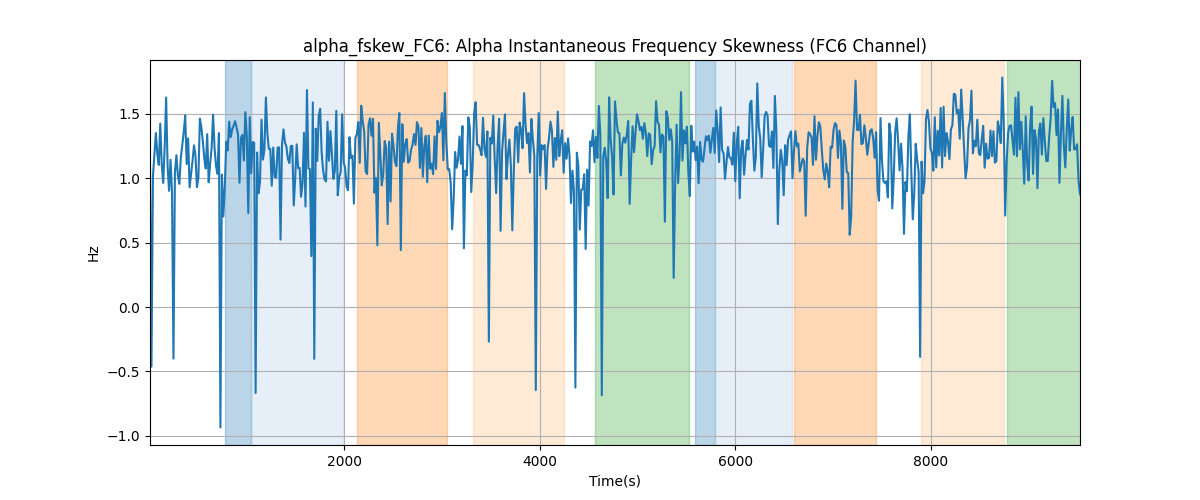 alpha_fskew_FC6: Alpha Instantaneous Frequency Skewness (FC6 Channel)
Hz
1.5
1.0
0.5
0.0
−0.5
−1.0
2000 4000 6000 8000
Time(s)